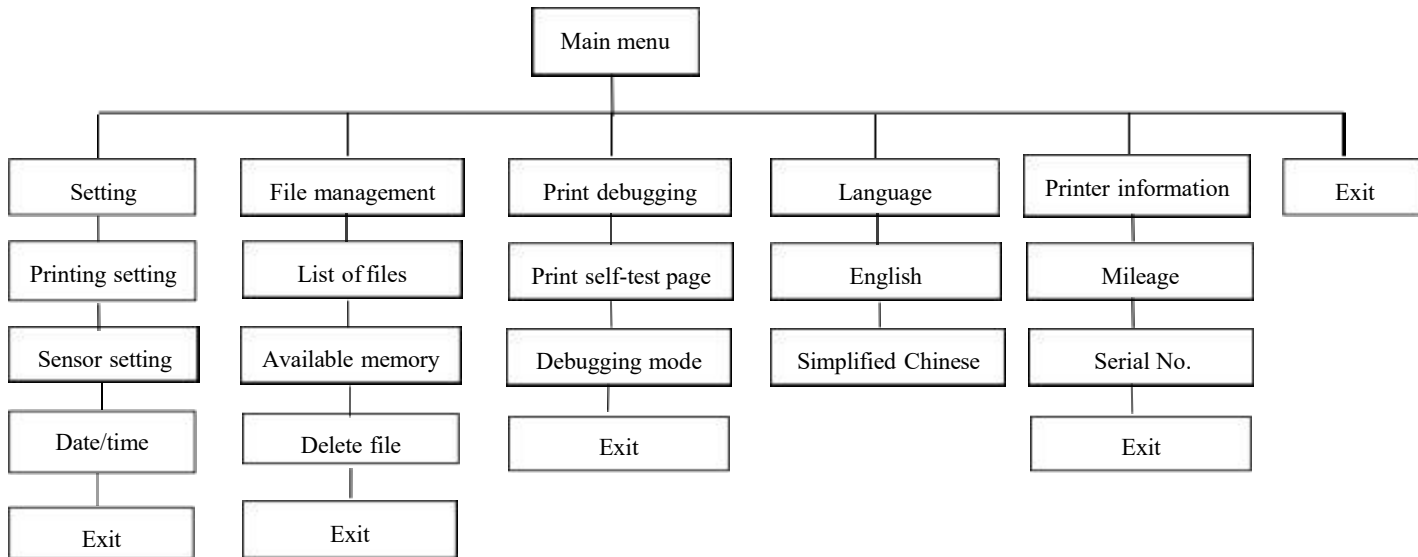 Main menu
Setting
File management
Print debugging
Language
Printer information
Exit
Printing setting
List of files
Print self-test page
English
Mileage
Sensor setting
Available memory
Debugging mode
Simplified Chinese
Serial No.
Date/time
Delete file
Exit
Exit
Exit
Exit